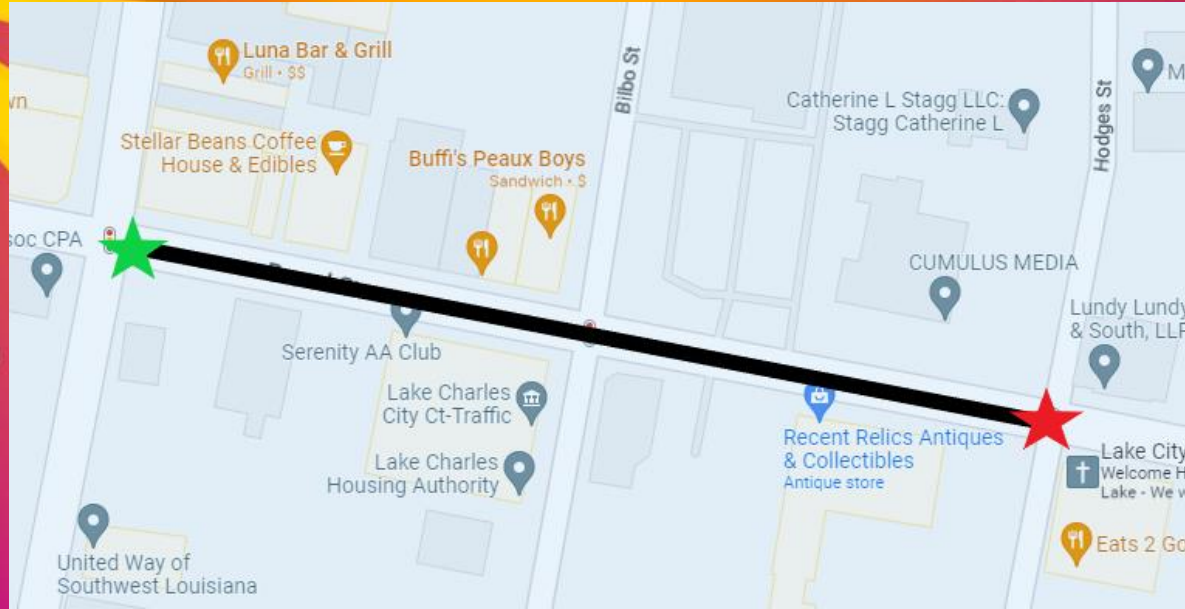 Luna Bar & Grill
Grill • $$
Stellar Beans Coffee
House & Edibles
Buffi's Peaux Boys
Sandwich • $
Bilbo St
Catherine L Stagg LLC:
Stagg Catherine L
Hodges St
M
wn
soc CPA
Serenity AA Club
CUMULUS MEDIA
Lundy Lundy
& South, LLP
Lake Charles
City Ct-Traffic
Lake Charles
Housing Authority
Recent Relics Antiques
& Collectibles
Antique store
Lake City
Welcome H
Lake - We w
Eats 2 Go
United Way of
Southwest Louisiana